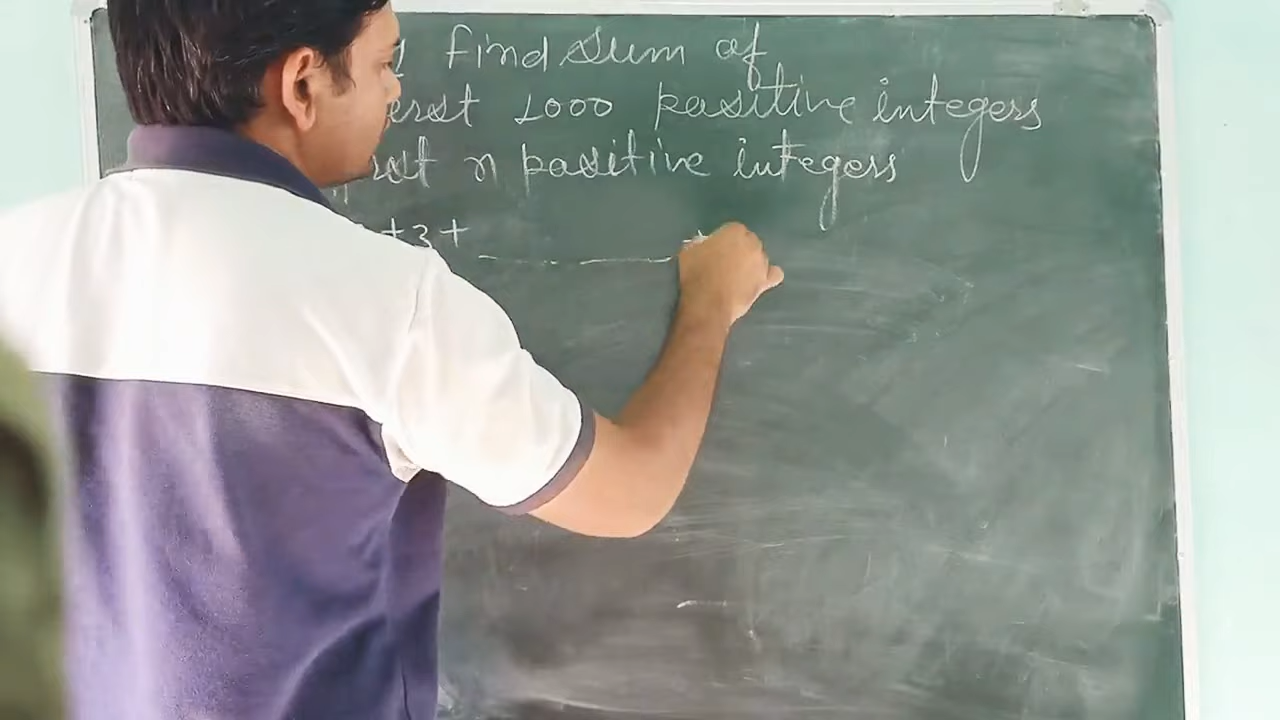 find sum of
first 1000 positive integers
first n positive integers
+3+ _ _ _ +